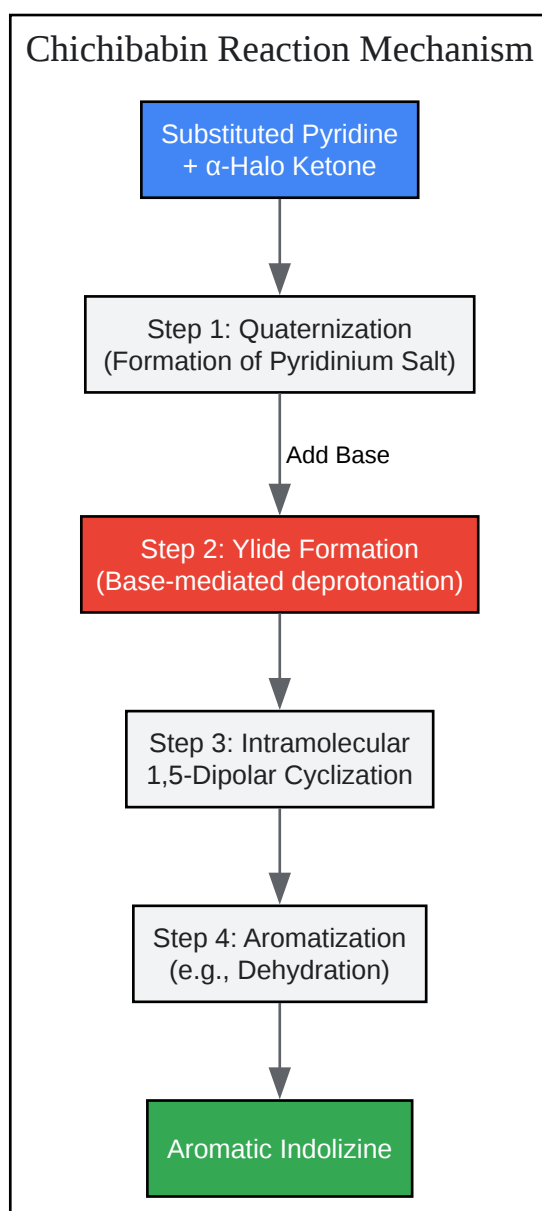 Chichibabin Reaction Mechanism
Substituted Pyridine
+ α-Halo Ketone
Step 1: Quaternization
(Formation of Pyridinium Salt)
Add Base
Step 2: Ylide Formation
(Base-mediated deprotonation)
Step 3: Intramolecular
1,5-Dipolar Cyclization
Step 4: Aromatization
(e.g., Dehydration)
Aromatic Indolizine